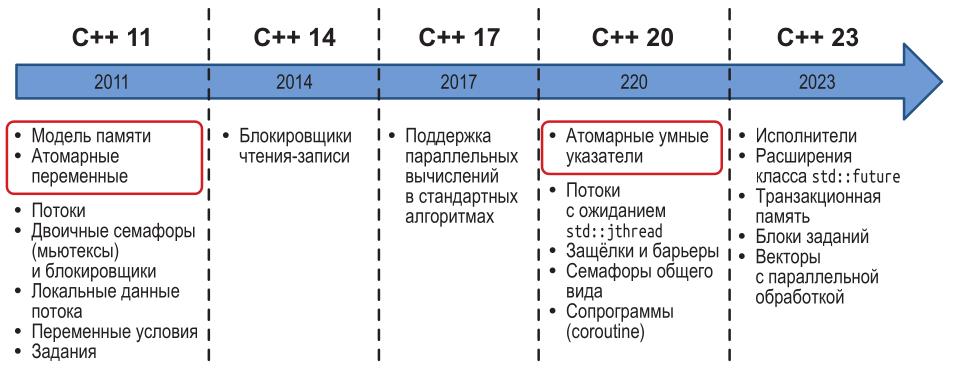 C++ 11
C++ 14
C++ 17
C++ 20
C++ 23
2011
2014
2017
220
2023
• Модель памяти
• Атомарные
переменные
• Потоки
• Двоичные семафоры
(мьютексы)
и блокировщики
• Локальные данные
потока
• Переменные условия
• Задания
• Блокировщики
чтения-записи
• Поддержка
параллельных
вычислений
в стандартных
алгоритмах
• Атомарные умные
указатели
• Потоки
с ожиданием
std::jthread
• Защёлки и барьеры
• Семафоры общего
вида
• Сопрограммы
(coroutine)
• Исполнители
• Расширения
класса std::future
• Транзакционная
память
• Блоки заданий
• Векторы
с параллельной
обработкой